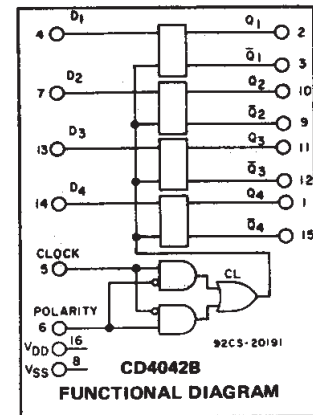 D1
4
Q1
2
Q̅1
3
D2
7
Q2
10
Q̅2
9
D3
13
Q3
11
Q̅3
12
D4
14
Q4
1
Q̅4
15
CLOCK
5
CL
POLARITY
6
92CS-20191
VDD 16
VSS 8
CD4042B
FUNCTIONAL DIAGRAM